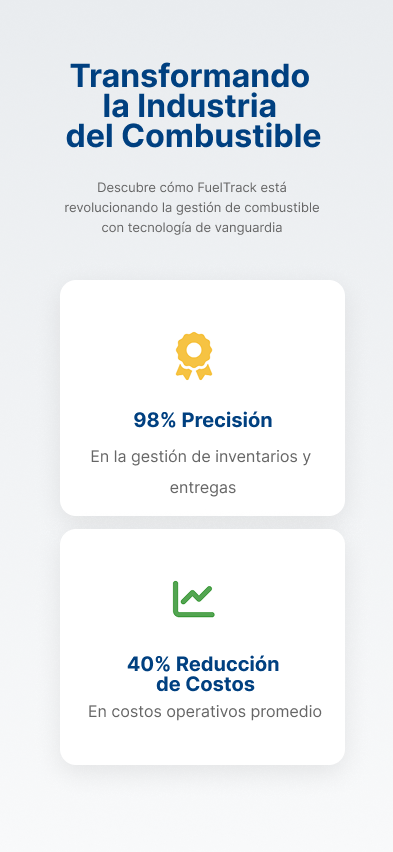 Transformando
la Industria
del Combustible
Descubre cómo FuelTrack está
revolucionando la gestión de combustible
con tecnología de vanguardia
98% Precisión
En la gestión de inventarios y
entregas
40% Reducción
de Costos
En costos operativos promedio